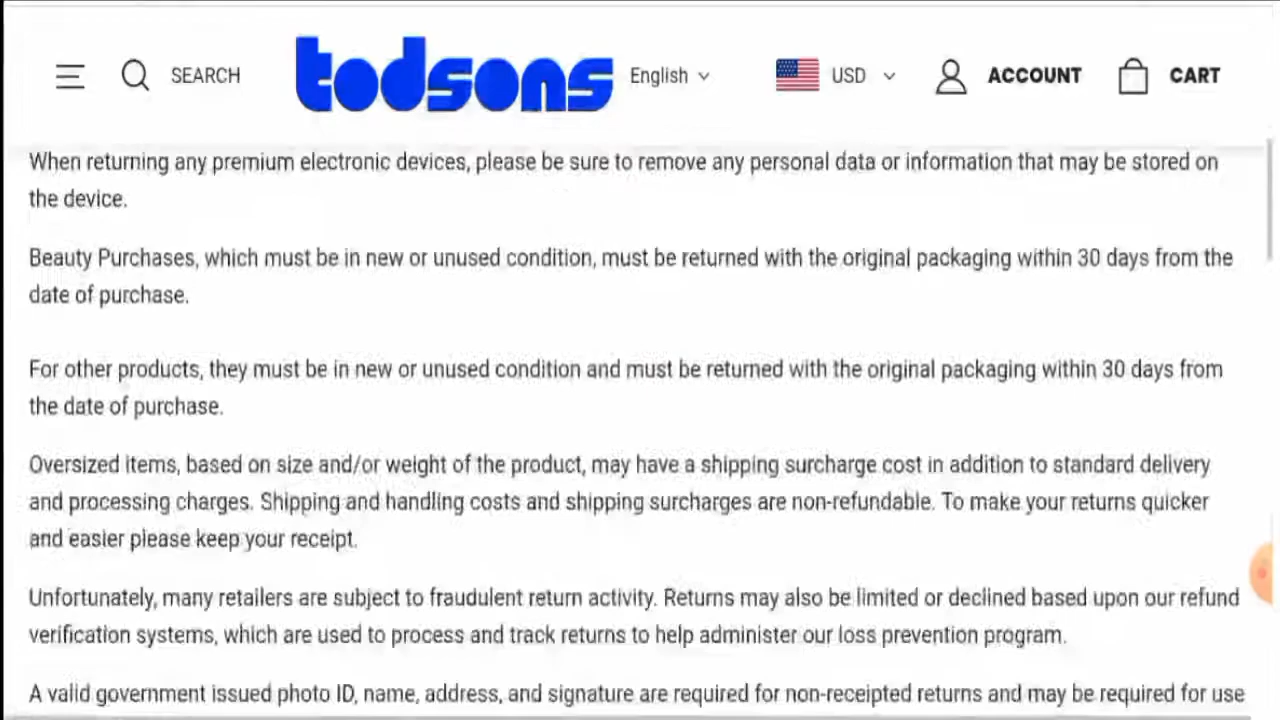 SEARCH
todsons
English
USD
ACCOUNT
CART
When returning any premium electronic devices, please be sure to remove any personal data or information that may be stored on
the device.
Beauty Purchases, which must be in new or unused condition, must be returned with the original packaging within 30 days from the
date of purchase.
For other products, they must be in new or unused condition and must be returned with the original packaging within 30 days from
the date of purchase.
Oversized items, based on size and/or weight of the product, may have a shipping surcharge cost in addition to standard delivery
and processing charges. Shipping and handling costs and shipping surcharges are non-refundable. To make your returns quicker
and easier please keep your receipt.
Unfortunately, many retailers are subject to fraudulent return activity. Returns may also be limited or declined based upon our refund
verification systems, which are used to process and track returns to help administer our loss prevention program.
A valid government issued photo ID, name, address, and signature are required for non-receipted returns and may be required for use